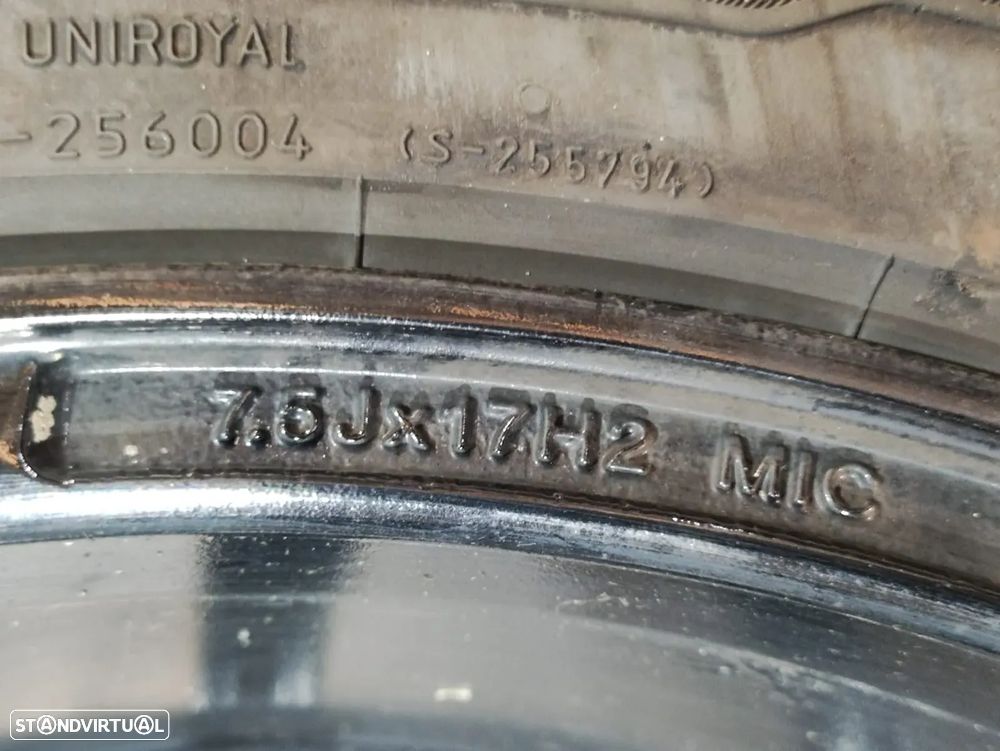 UNIROYAL
-256004 (S-255794)
7.5Jx17H2 MIC
STANDVIRTUAL